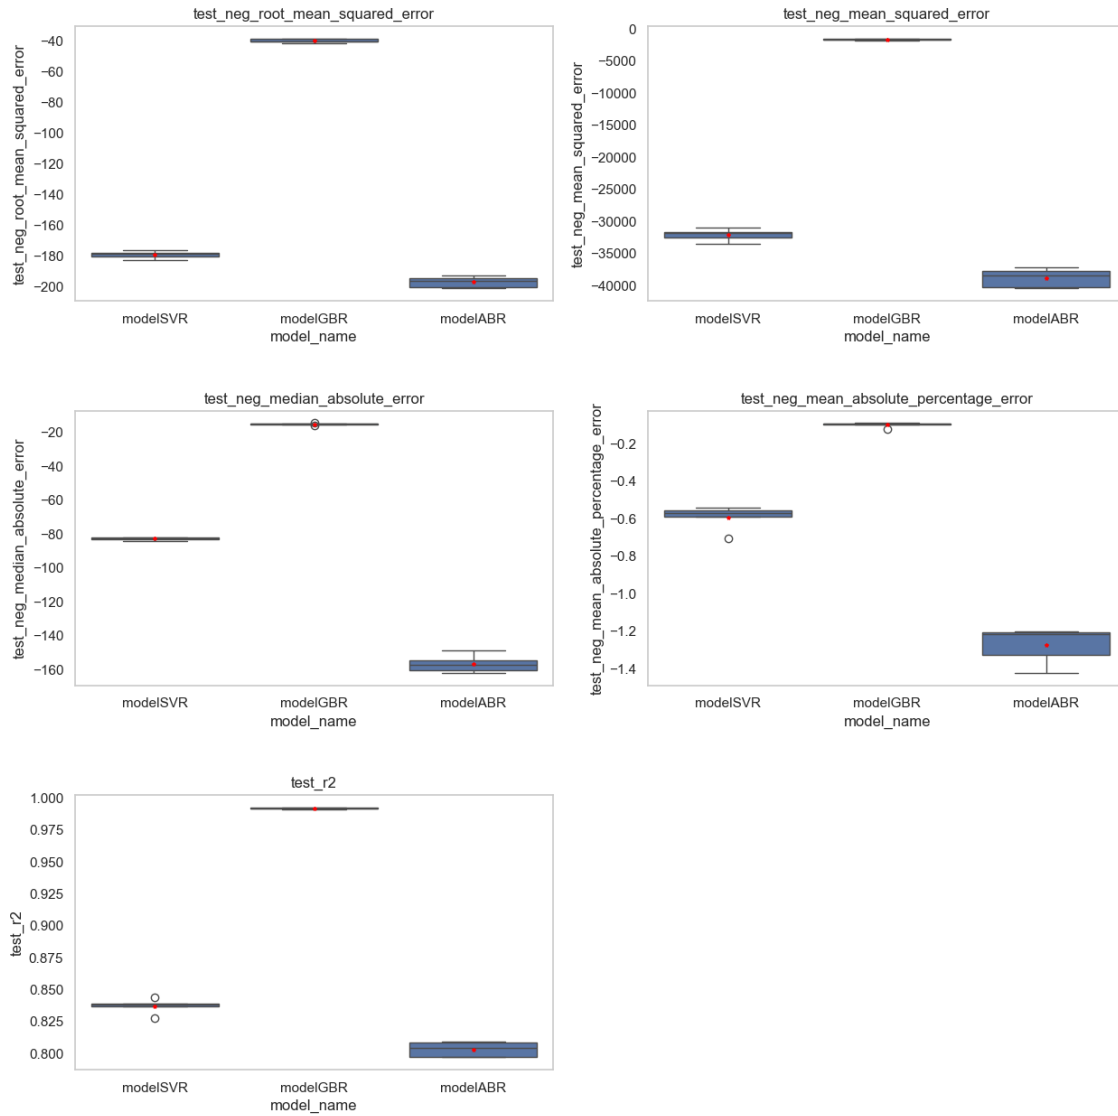 test_neg_root_mean_squared_error
test_neg_root_mean_squared_error
−40
−60
−80
−100
−120
−140
−160
−180
−200
modelSVR modelGBR modelABR
model_name
test_neg_mean_squared_error
test_neg_mean_squared_error
0
−5000
−10000
−15000
−20000
−25000
−30000
−35000
−40000
modelSVR modelGBR modelABR
model_name
test_neg_median_absolute_error
test_neg_median_absolute_error
−20
−40
−60
−80
−100
−120
−140
−160
modelSVR modelGBR modelABR
model_name
test_neg_mean_absolute_percentage_error
test_neg_mean_absolute_percentage_error
−0.2
−0.4
−0.6
−0.8
−1.0
−1.2
−1.4
modelSVR modelGBR modelABR
model_name
test_r2
test_r2
1.000
0.975
0.950
0.925
0.900
0.875
0.850
0.825
0.800
modelSVR modelGBR modelABR
model_name